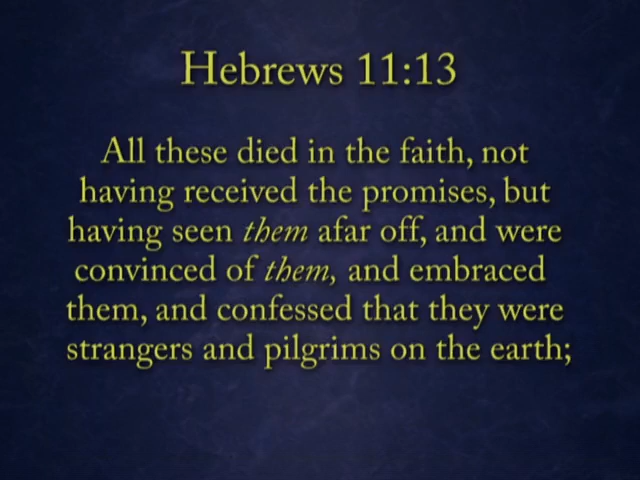 Hebrews 11:13
All these died in the faith, not
having received the promises, but
having seen them afar off, and were
convinced of them, and embraced
them, and confessed that they were
strangers and pilgrims on the earth;